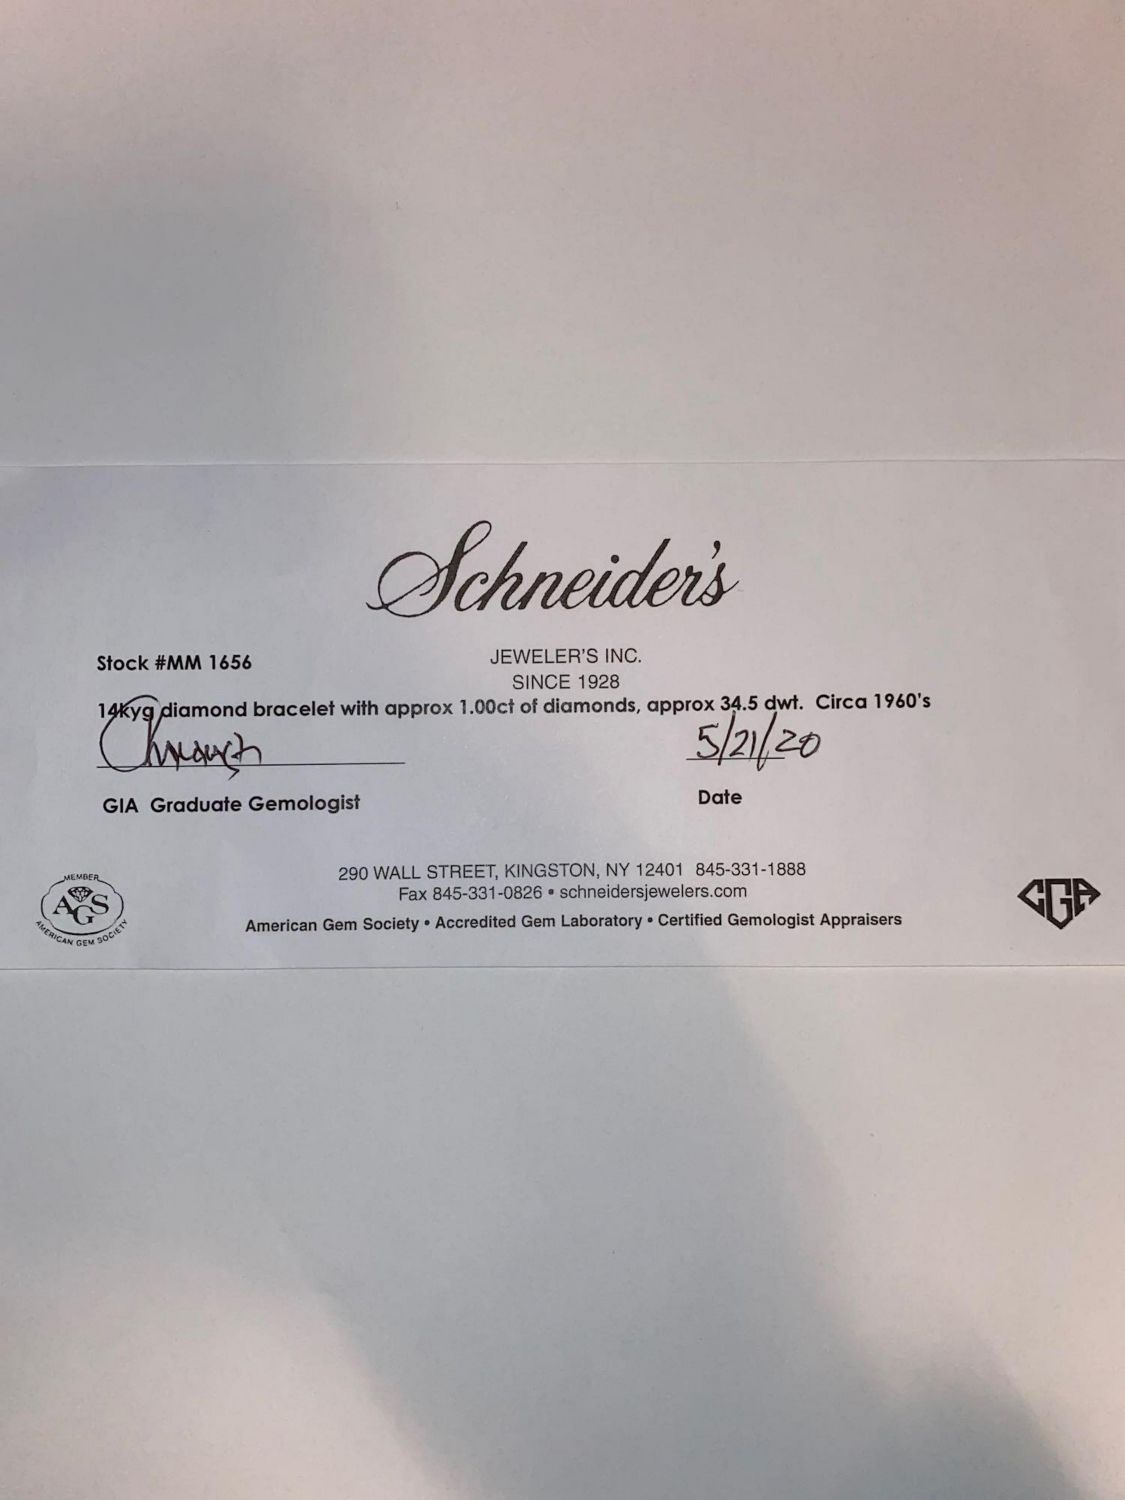 Schneider's
JEWELER'S INC.
SINCE 1928
Stock #MM 1656
14kyg diamond bracelet with approx 1.00ct of diamonds, approx 34.5 dwt. Circa 1960's
5/21/20
GIA Graduate Gemologist
Date
290 WALL STREET, KINGSTON, NY 12401 845-331-1888
Fax 845-331-0826 • schneidersjewelers.com
American Gem Society • Accredited Gem Laboratory • Certified Gemologist Appraisers
MEMBER
AGS
AMERICAN GEM SOCIETY
CGA